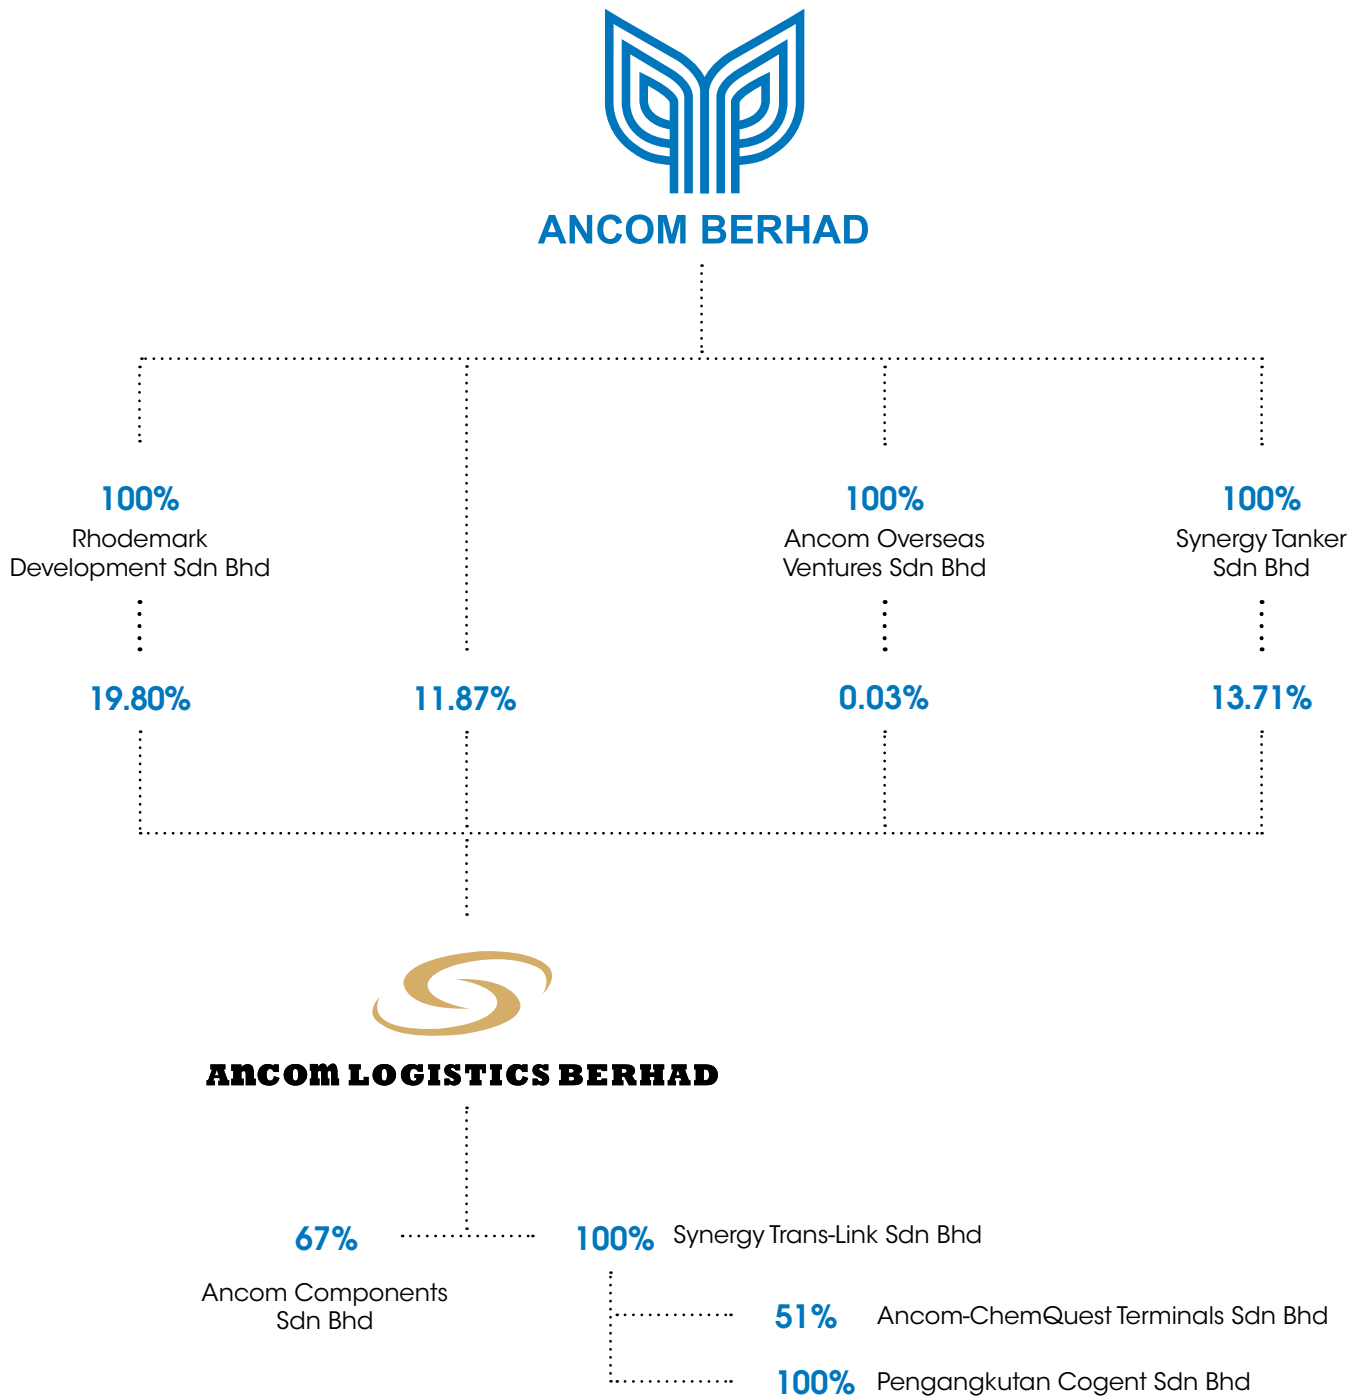 ANCOM BERHAD
100%
Rhodemark
Development Sdn Bhd
100%
Ancom Overseas
Ventures Sdn Bhd
100%
Synergy Tanker
Sdn Bhd
19.80%
11.87%
0.03%
13.71%
ANCOM LOGISTICS BERHAD
67%
Ancom Components
Sdn Bhd
100% Synergy Trans-Link Sdn Bhd
51% Ancom-ChemQuest Terminals Sdn Bhd
100% Pengangkutan Cogent Sdn Bhd